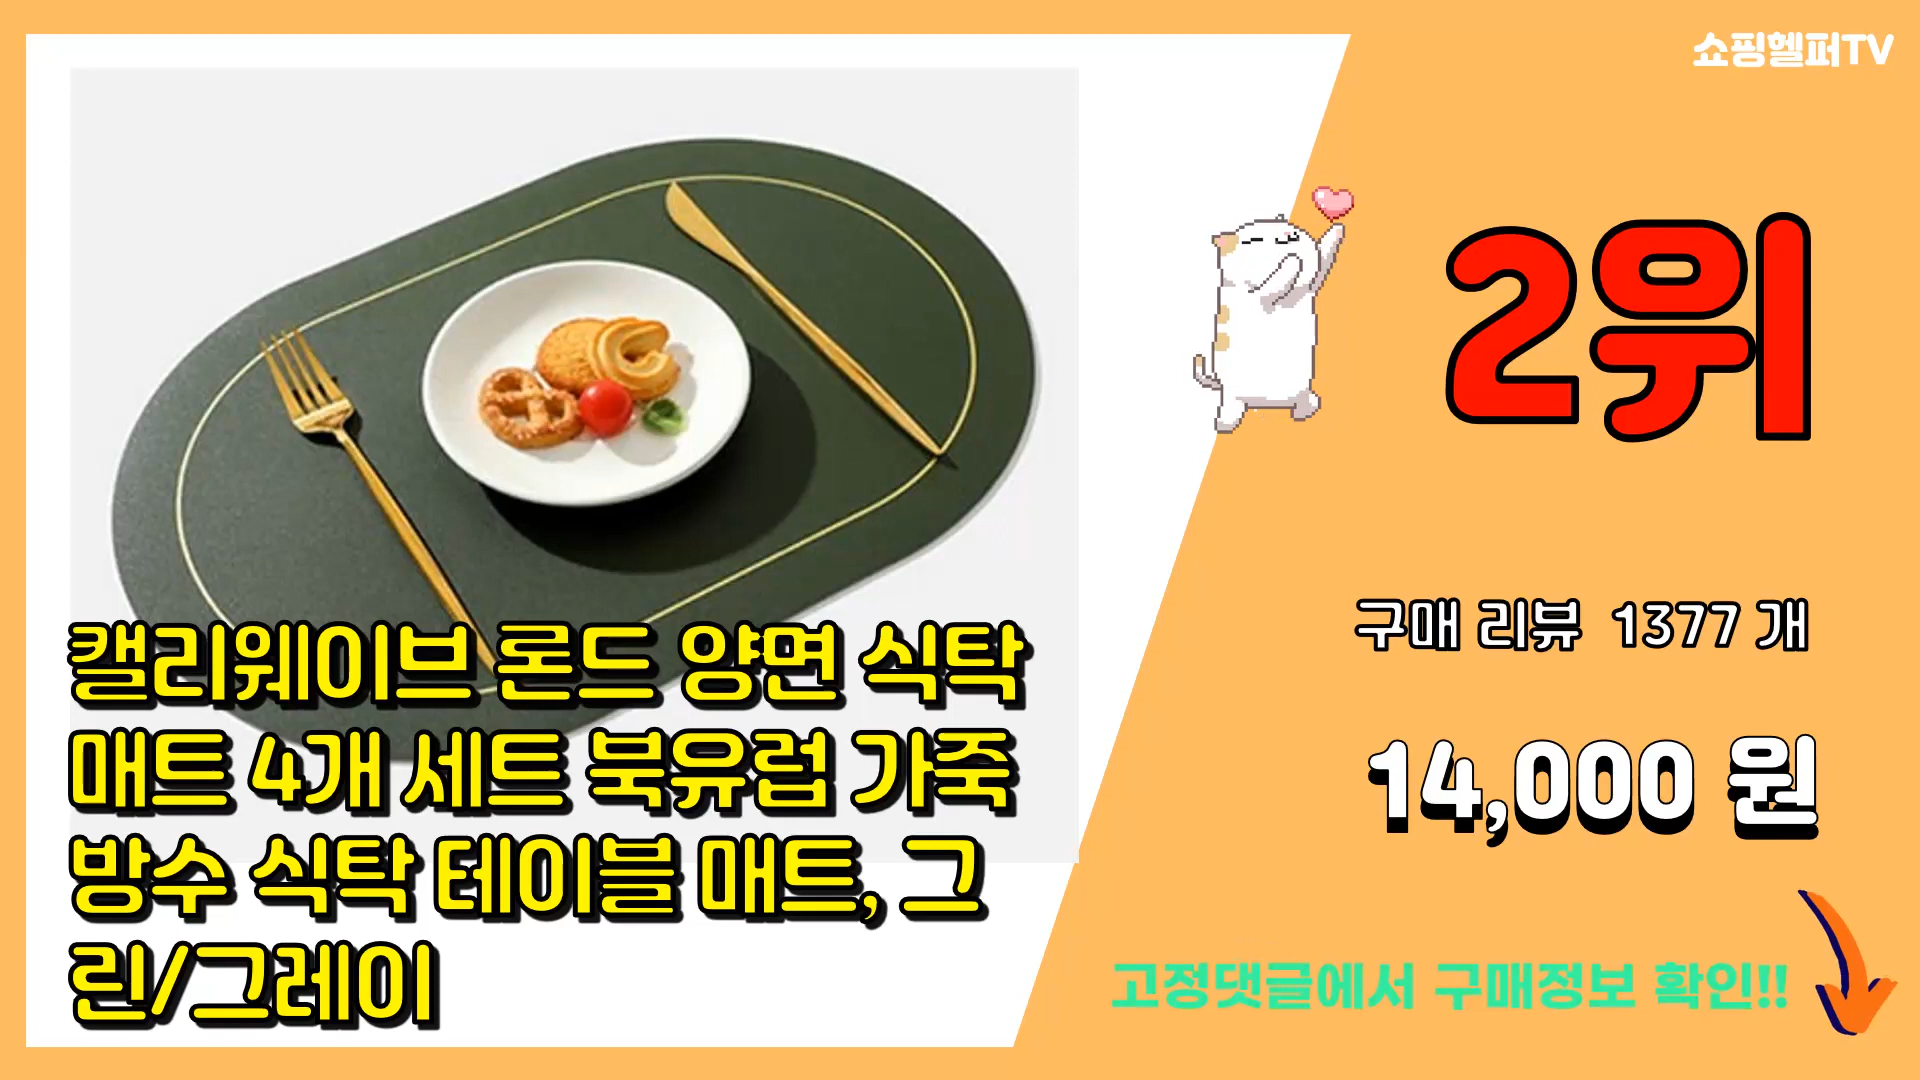 쇼핑헬퍼TV
2위
구매 리뷰 1377 개
14,000 원
캘리웨이브 론드 양면 식탁
매트 4개 세트 북유럽 가죽
방수 식탁 테이블 매트, 그
린/그레이
고정댓글에서 구매정보 확인!!